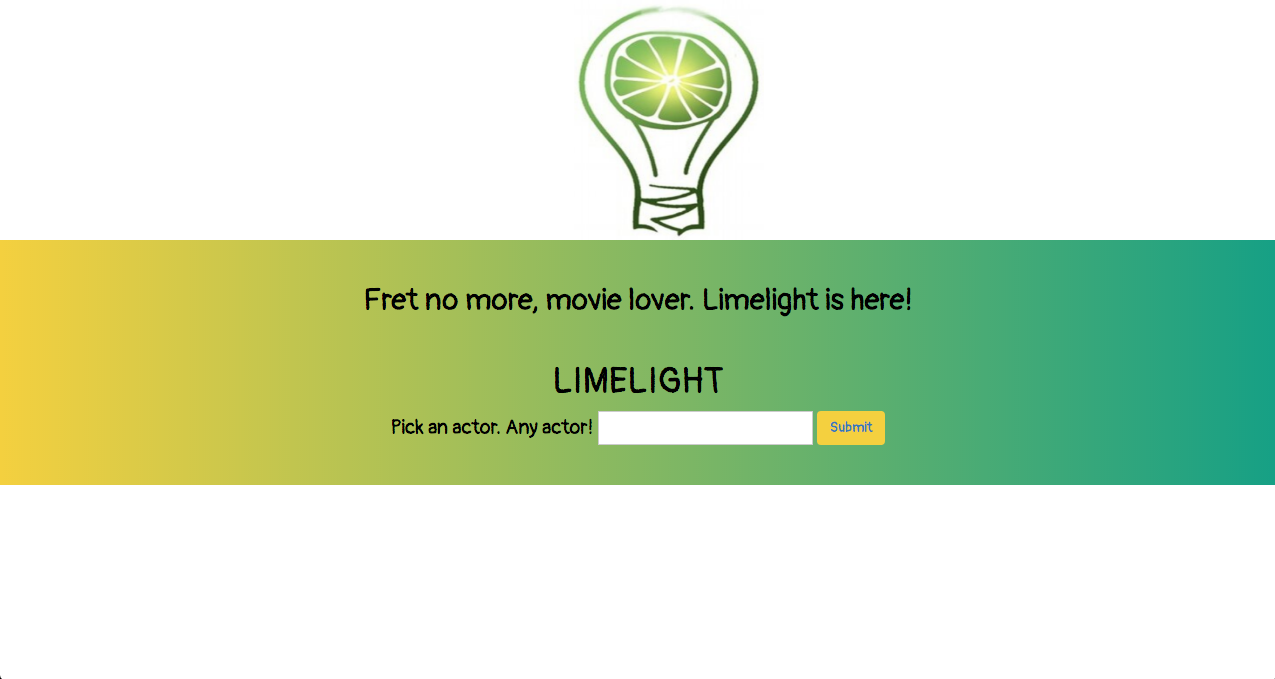 Fret no more, movie lover. Limelight is here!
LIMELIGHT
Pick an actor. Any actor! Submit